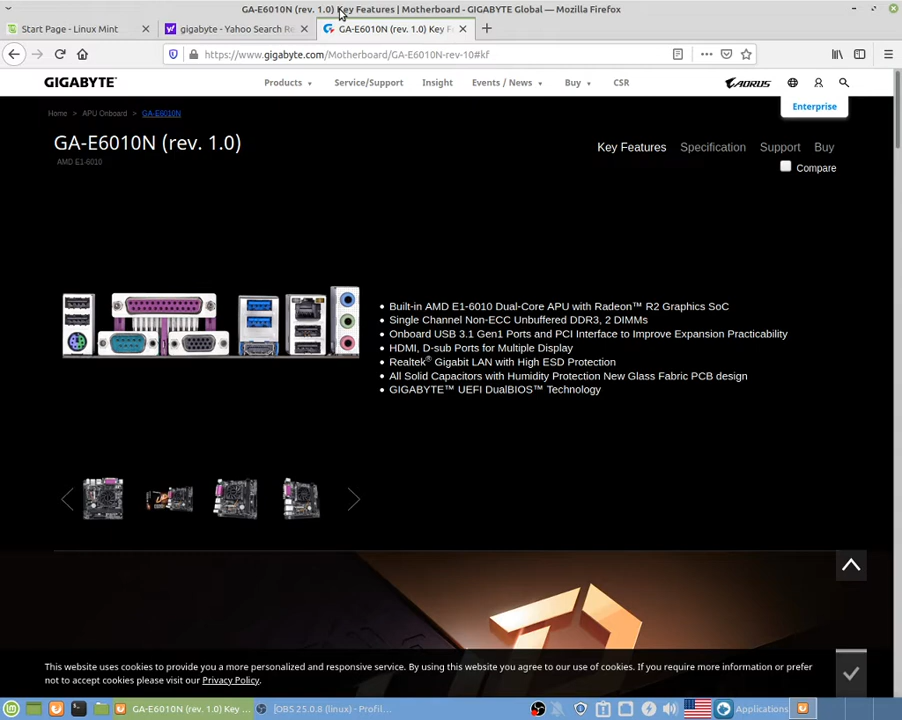 GA-E6010N (rev. 1.0) Key Features | Motherboard - GIGABYTE Global — Mozilla Firefox
Start Page - Linux Mint
gigabyte - Yahoo Search Re
GA-E6010N (rev. 1.0) Key F
https://www.gigabyte.com/Motherboard/GA-E6010N-rev-10#kf
GIGABYTE™
Products
Service/Support
Insight
Events / News
Buy
CSR
AORUS
Enterprise
Home > APU Onboard > GA-E6010N
GA-E6010N (rev. 1.0)
AMD E1-6010
Key Features
Specification
Support
Buy
Compare
• Built-in AMD E1-6010 Dual-Core APU with Radeon™ R2 Graphics SoC
• Single Channel Non-ECC Unbuffered DDR3, 2 DIMMs
• Onboard USB 3.1 Gen1 Ports and PCI Interface to Improve Expansion Practicability
• HDMI, D-sub Ports for Multiple Display
• Realtek® Gigabit LAN with High ESD Protection
• All Solid Capacitors with Humidity Protection New Glass Fabric PCB design
• GIGABYTE™ UEFI DualBIOS™ Technology
This website uses cookies to provide you a more personalized and responsive service. By using this website you agree to our use of cookies. If you require more information or prefer
not to accept cookies please visit our Privacy Policy.
GA-E6010N (rev. 1.0) Key ...
[OBS 25.0.8 (linux) - Profil...
Applications